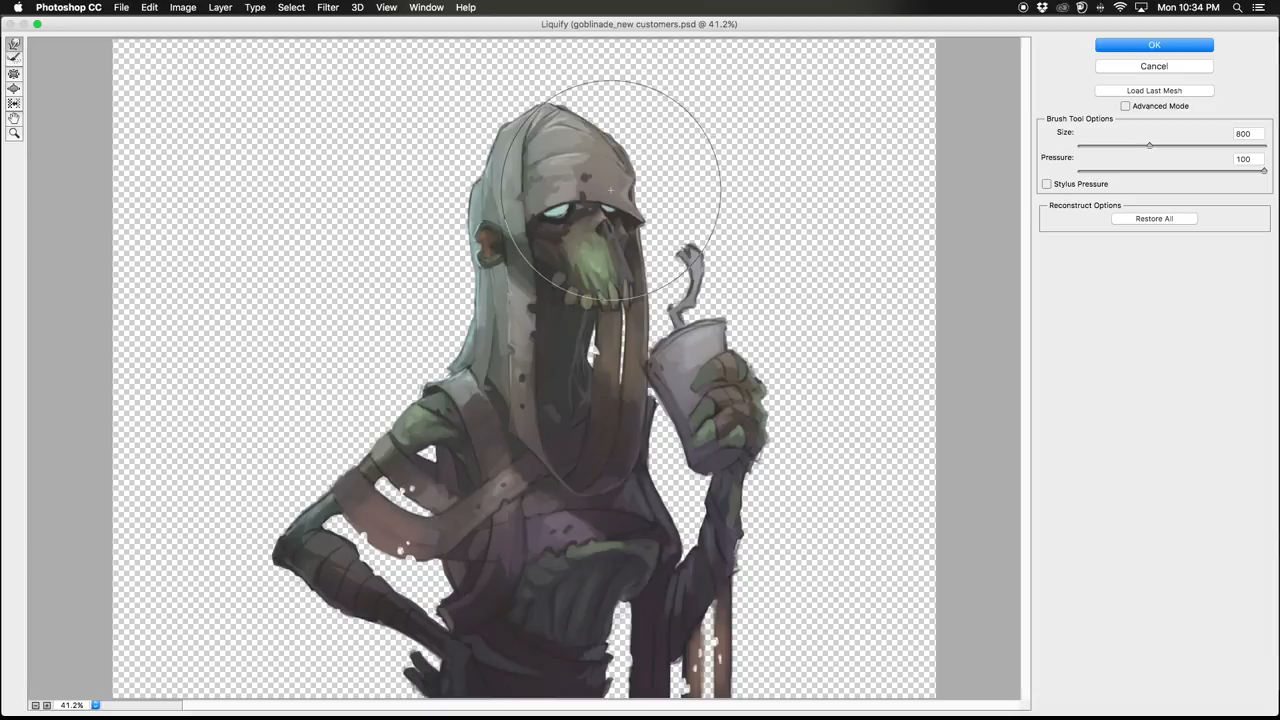 Photoshop CC File Edit Image Layer Type Select Filter 3D View Window Help Mon 10:34 PM
Liquify (goblinade_new customers.psd @ 41.2%)
OK
Cancel
Load Last Mesh
Advanced Mode
Brush Tool Options
Size: 800
Pressure: 100
Stylus Pressure
Reconstruct Options
Restore All
41.2%